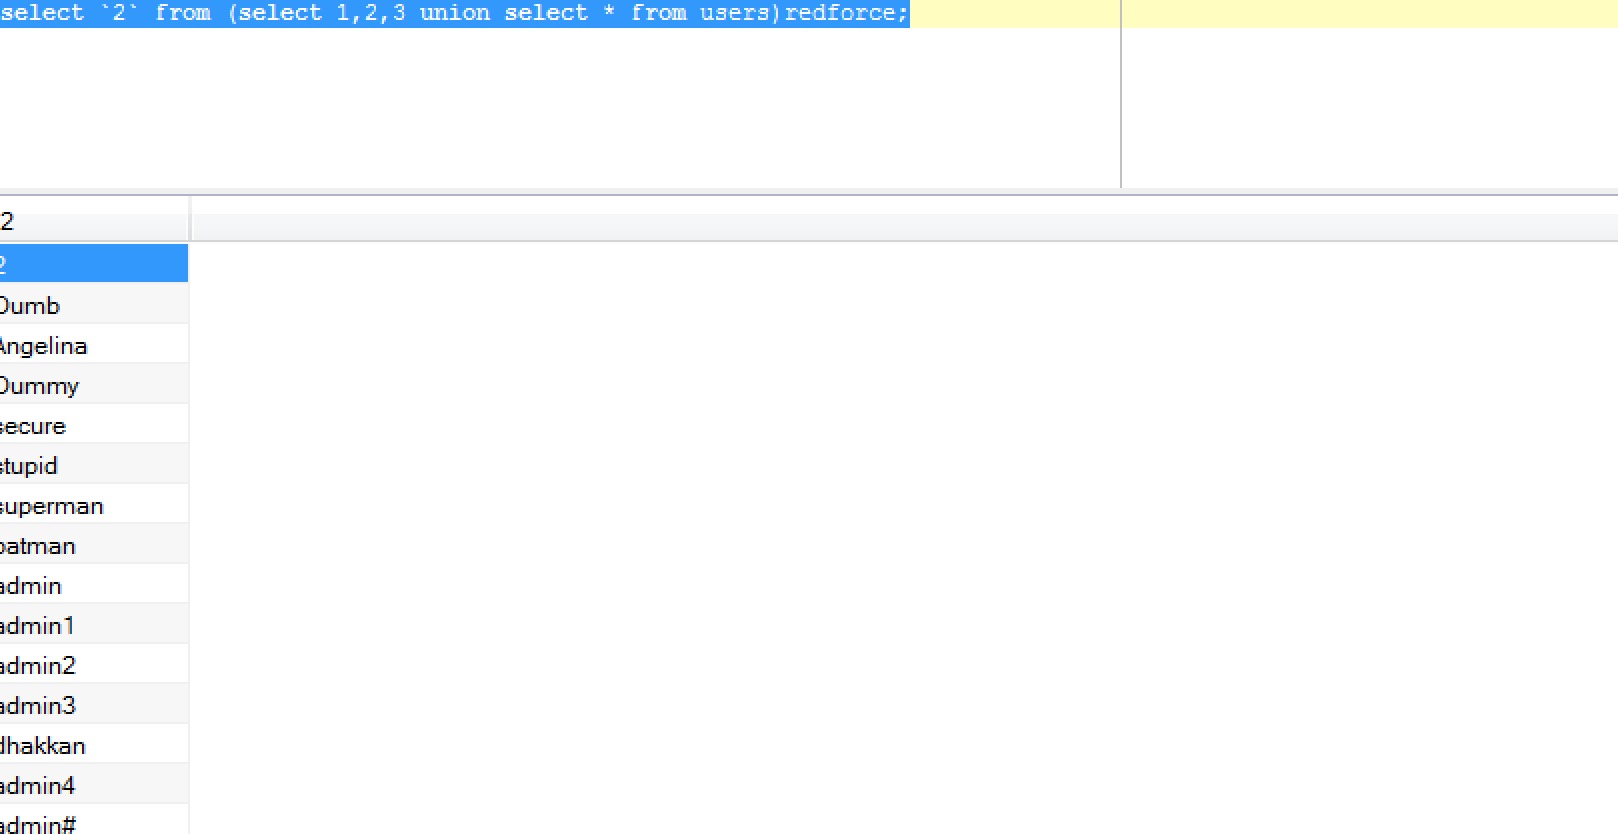 select `2` from (select 1,2,3 union select * from users)redforce;
2
2
Dumb
Angelina
Dummy
secure
stupid
superman
batman
admin
admin1
admin2
admin3
dhakkan
admin4
admin#